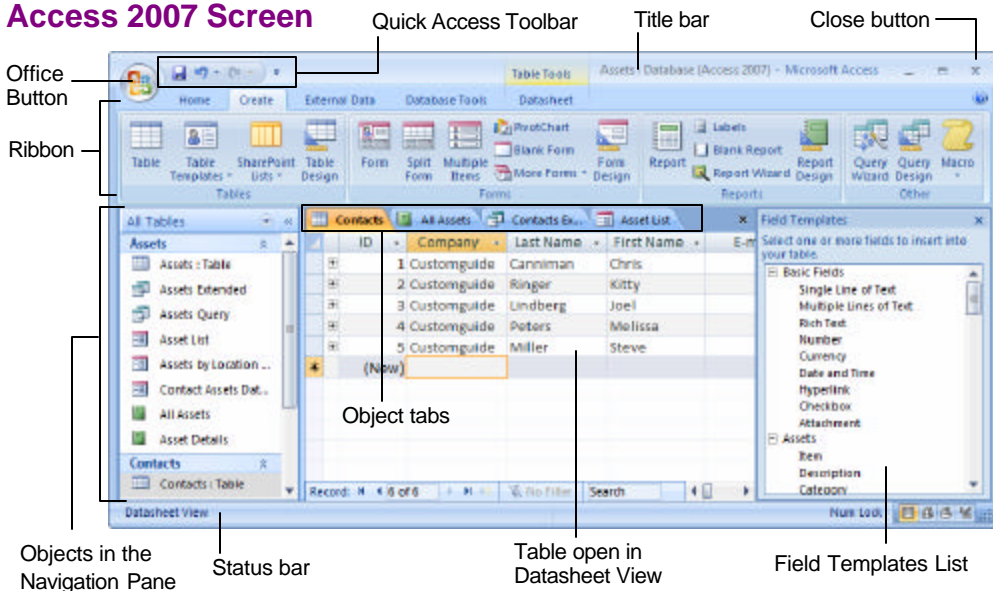 Access 2007 Screen
Quick Access Toolbar
Title bar
Close button
Office
Button
Ribbon
Table Tools
Assets : Database (Access 2007) - Microsoft Access
Home
Create
External Data
Database Tools
Datasheet
Table
Table
Templates
SharePoint
Lists
Table
Design
Tables
Form
Split
Form
Multiple
Items
PivotChart
Blank Form
More Forms
Form
Design
Forms
Report
Labels
Blank Report
Report Wizard
Report
Design
Reports
Query
Wizard
Query
Design
Macro
Other
All Tables
Assets
Assets : Table
Assets Extended
Assets Query
Asset List
Assets by Location ...
Contact Assets Dat...
All Assets
Asset Details
Contacts
Contacts : Table
Contacts
All Assets
Contacts Ex...
Asset List
ID Company Last Name First Name E-m
1 Customguide Canniman Chris
2 Customguide Ringer Kitty
3 Customguide Lindberg Joel
4 Customguide Peters Melissa
5 Customguide Miller Steve
(New)
Object tabs
Record: 6 of 6 No Filter Search
Field Templates
Select one or more fields to insert into
your table.
Basic Fields
Single Line of Text
Multiple Lines of Text
Rich Text
Number
Currency
Date and Time
Hyperlink
Checkbox
Attachment
Assets
Item
Description
Category
Datasheet View
Num Lock
Objects in the
Navigation Pane
Status bar
Table open in
Datasheet View
Field Templates List